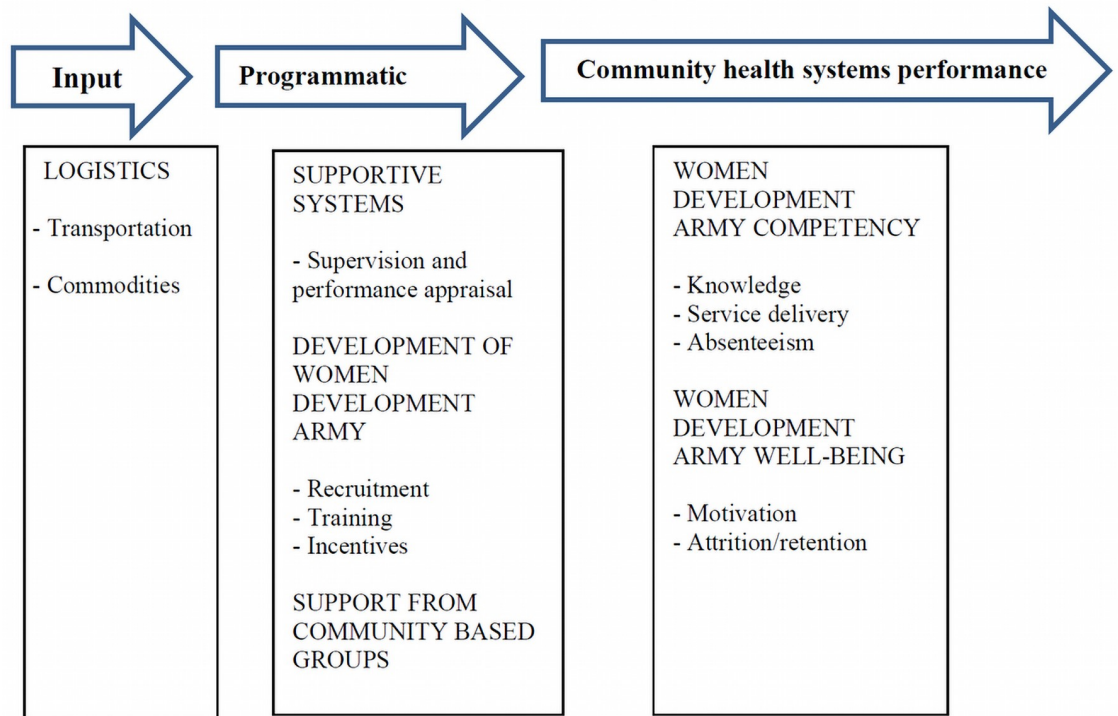 Input
Programmatic
Community health systems performance
LOGISTICS
- Transportation
- Commodities
SUPPORTIVE
SYSTEMS
- Supervision and
performance appraisal
DEVELOPMENT OF
WOMEN
DEVELOPMENT
ARMY
- Recruitment
- Training
- Incentives
SUPPORT FROM
COMMUNITY BASED
GROUPS
WOMEN
DEVELOPMENT
ARMY COMPETENCY
- Knowledge
- Service delivery
- Absenteeism
WOMEN
DEVELOPMENT
ARMY WELL-BEING
- Motivation
- Attrition/retention